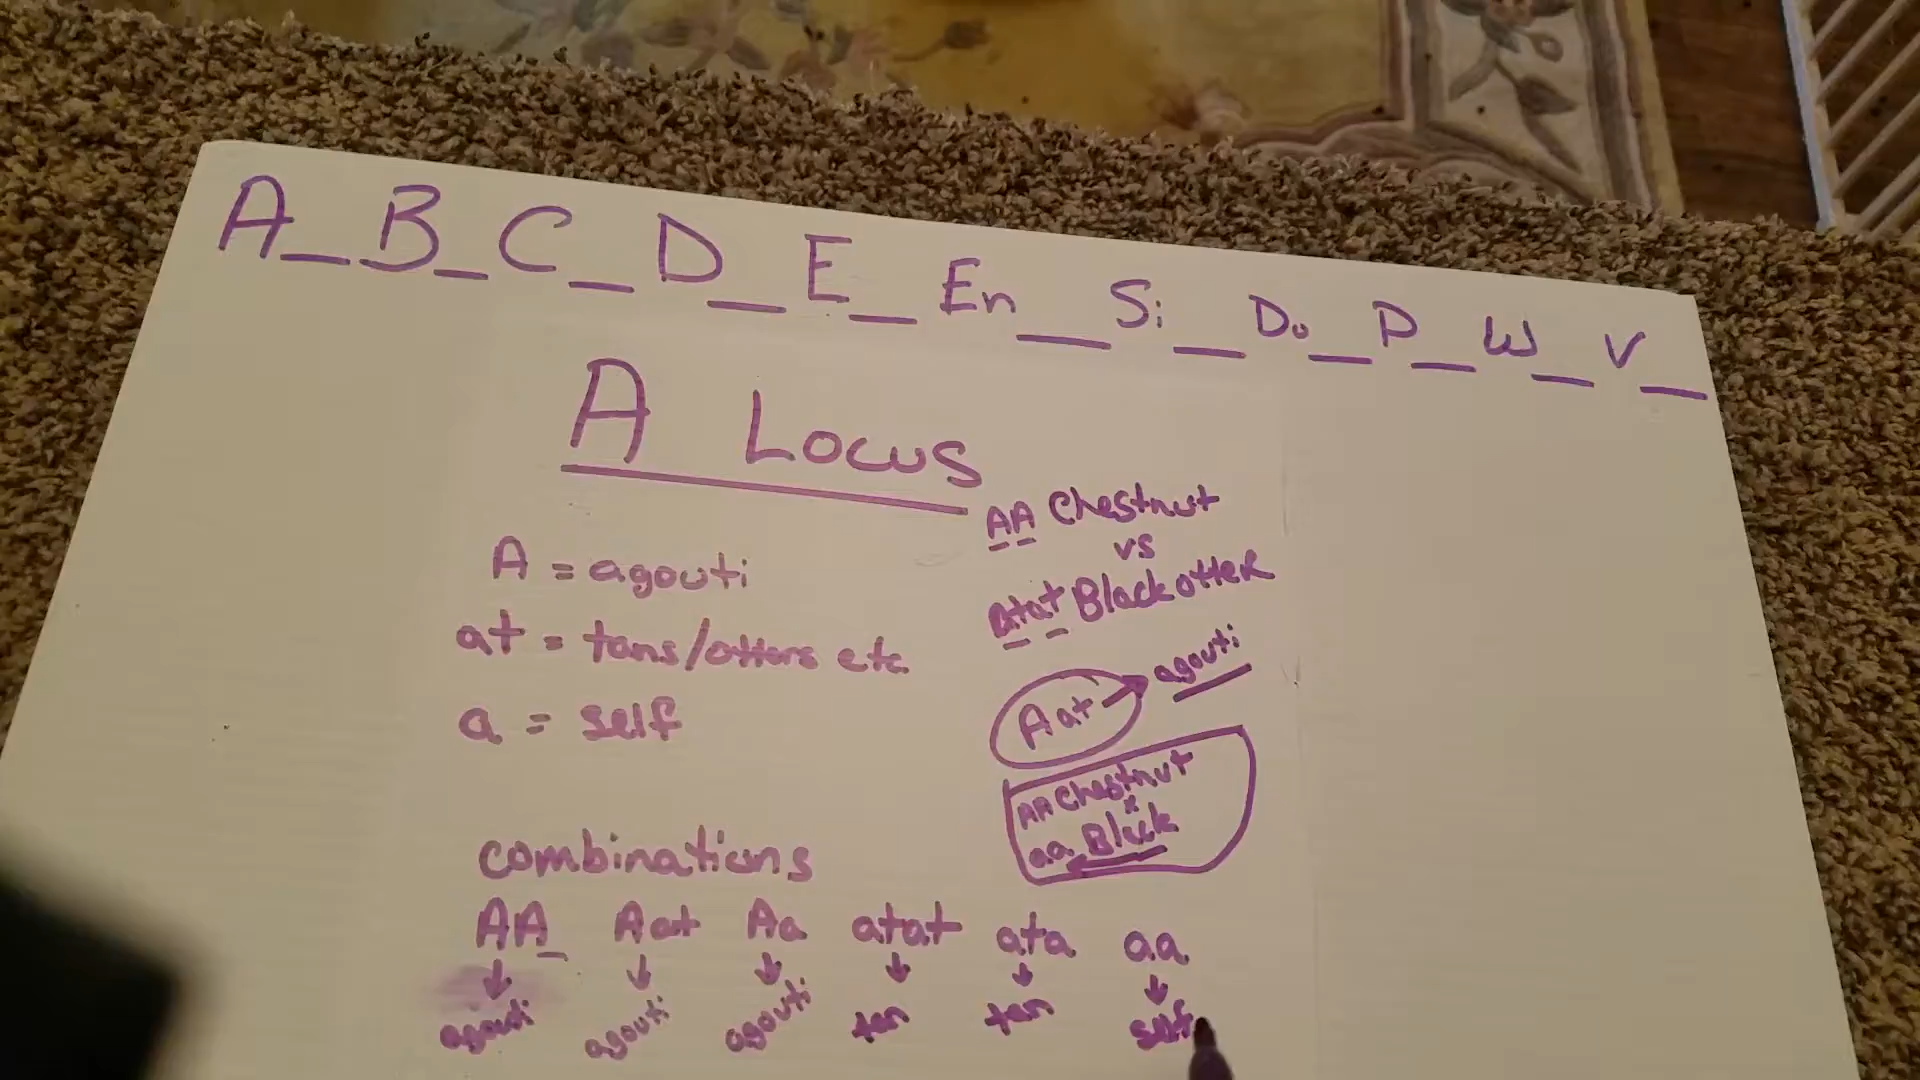 A_B_C_D_E_En_Si_Du_P_W_V_
A Locus
A = agouti
at = tans/otters etc.
a = self
AA Chestnut
vs
atat Black otter
Aat → agouti
AA Chestnut
x
aa Black
combinations
AA Aat Aa atat ata aa
↓ ↓ ↓ ↓ ↓ ↓
agouti agouti agouti tan tan self